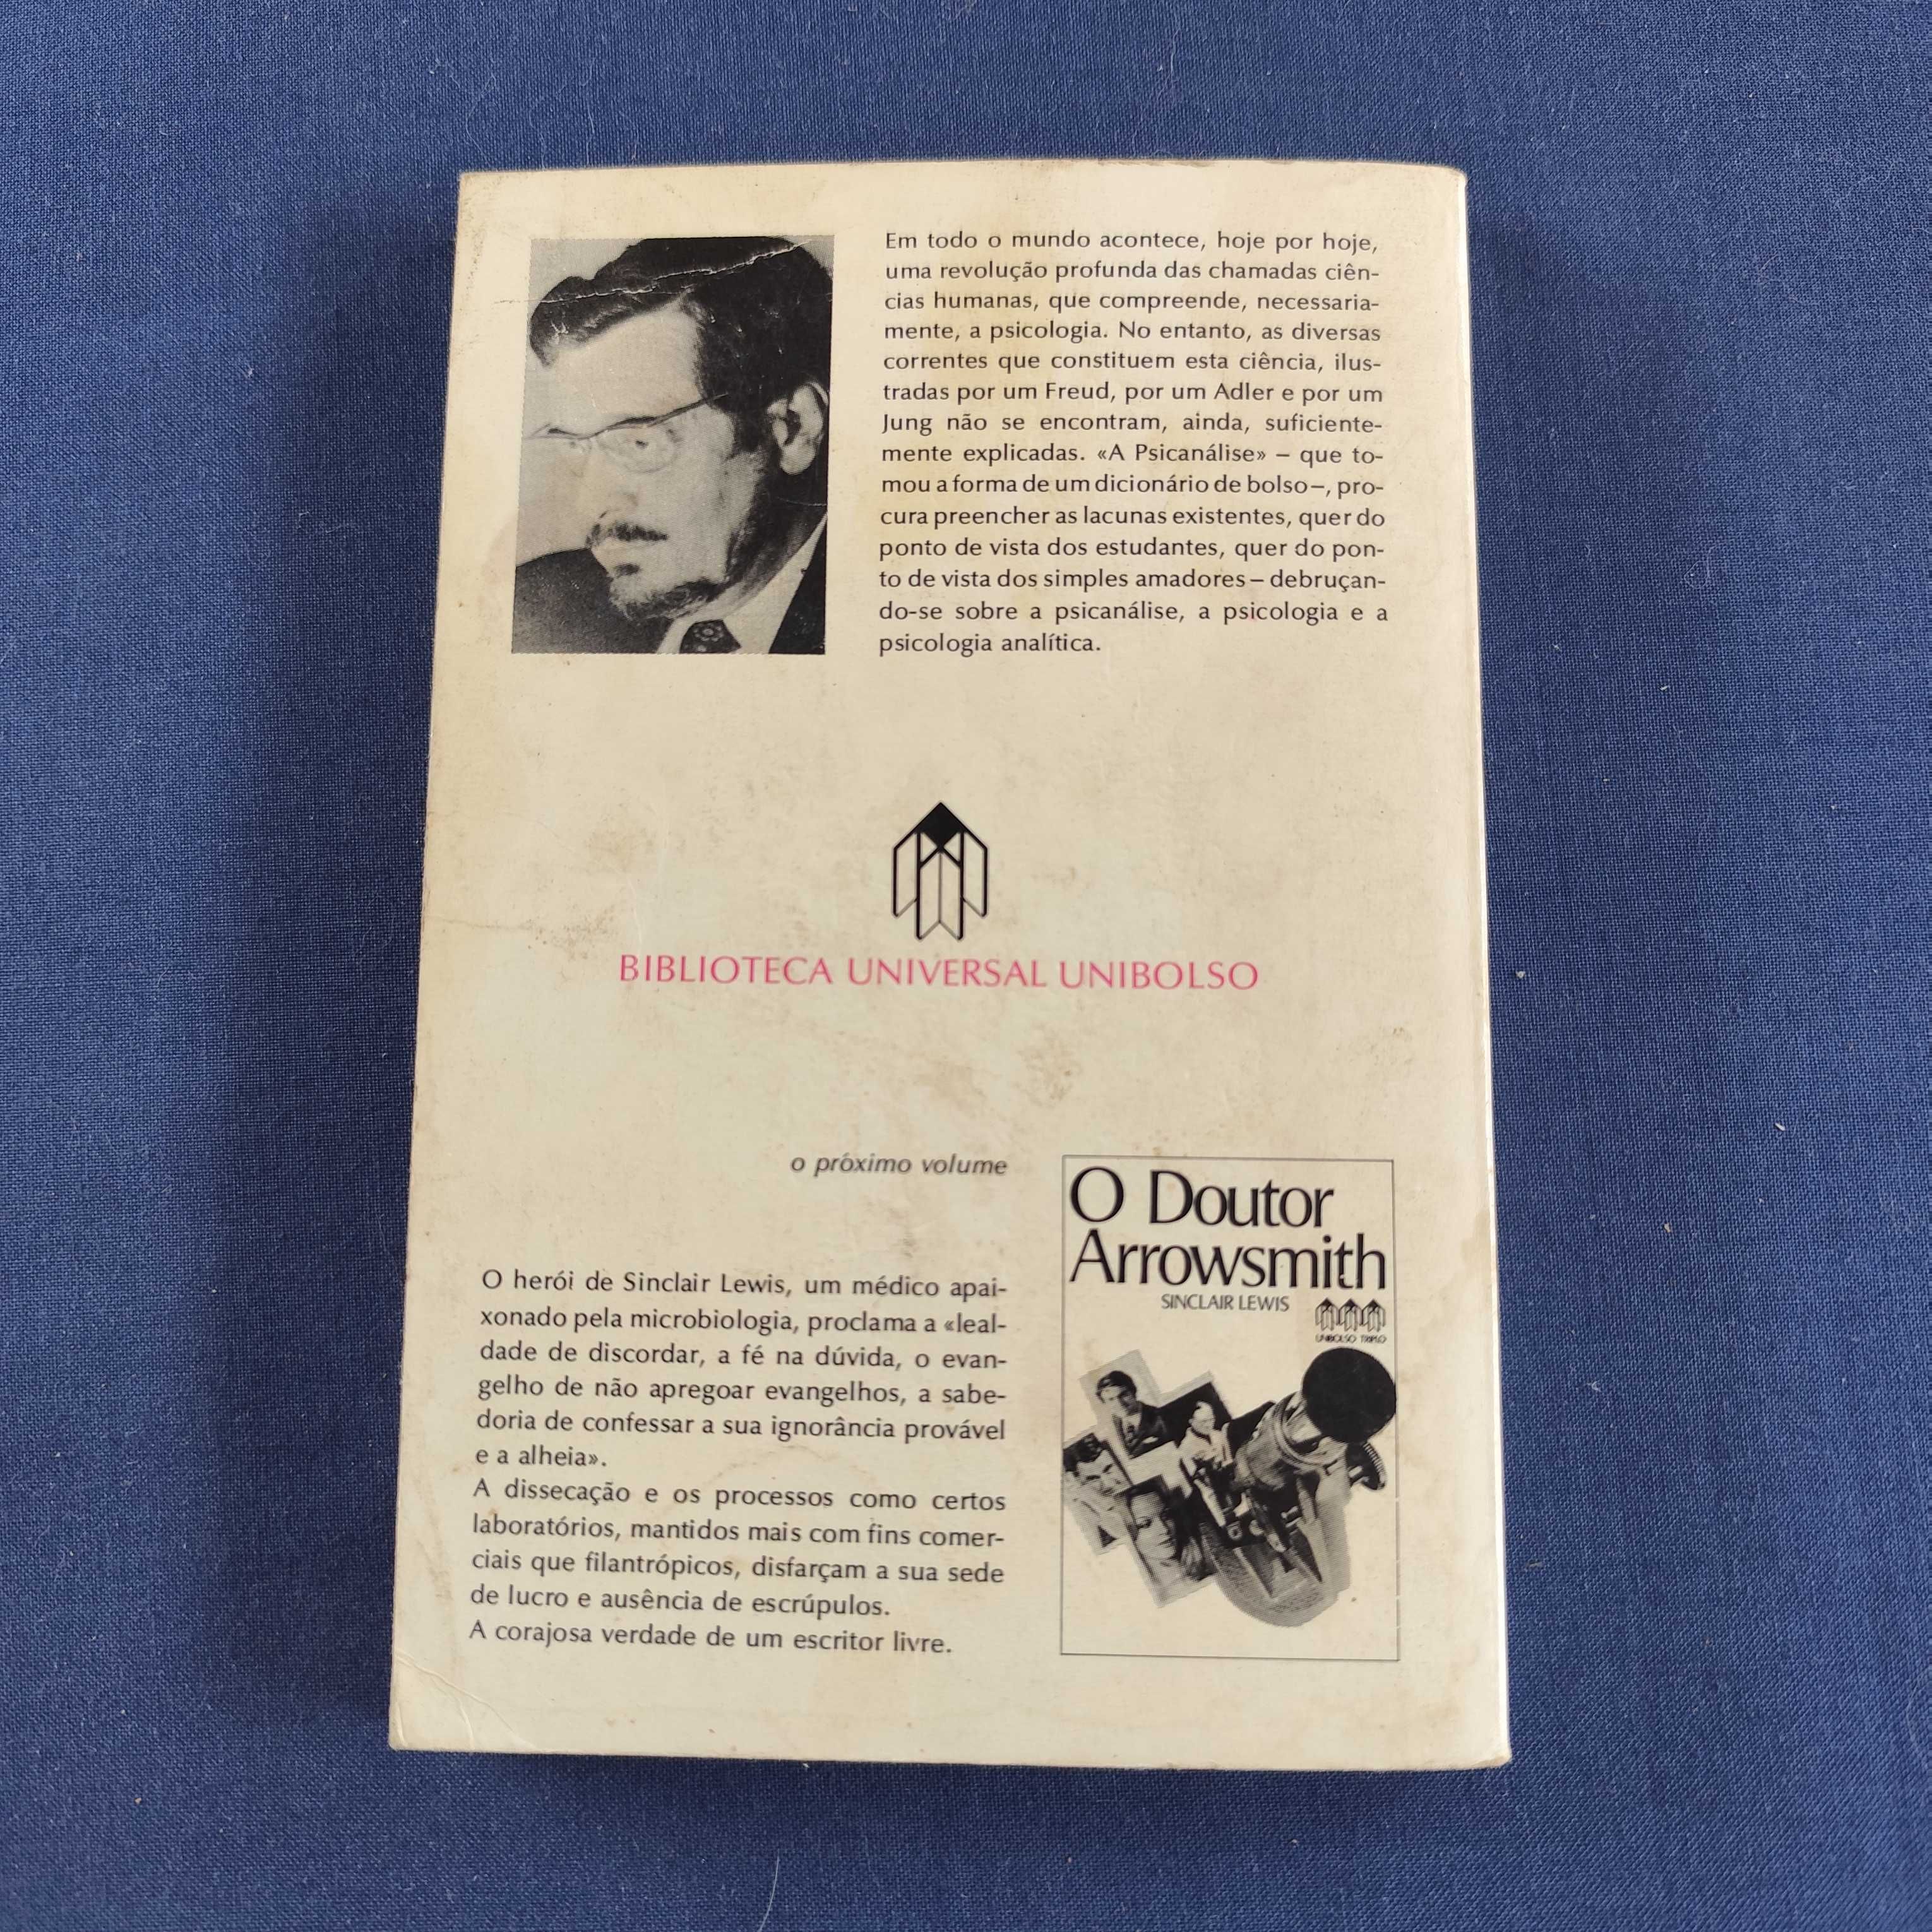 Em todo o mundo acontece, hoje por hoje,
uma revolução profunda das chamadas ciên-
cias humanas, que compreende, necessaria-
mente, a psicologia. No entanto, as diversas
correntes que constituem esta ciência, ilus-
tradas por um Freud, por um Adler e por um
Jung não se encontram, ainda, suficiente-
mente explicadas. «A Psicanálise» – que to-
mou a forma de um dicionário de bolso –, pro-
cura preencher as lacunas existentes, quer do
ponto de vista dos estudantes, quer do pon-
to de vista dos simples amadores – debruçan-
do-se sobre a psicanálise, a psicologia e a
psicologia analítica.
BIBLIOTECA UNIVERSAL UNIBOLSO
o próximo volume
O herói de Sinclair Lewis, um médico apai-
xonado pela microbiologia, proclama a «leal-
dade de discordar, a fé na dúvida, o evan-
gelho de não apregoar evangelhos, a sabe-
doria de confessar a sua ignorância provável
e a alheia».
A dissecação e os processos como certos
laboratórios, mantidos mais com fins comer-
ciais que filantrópicos, disfarçam a sua sede
de lucro e ausência de escrúpulos.
A corajosa verdade de um escritor livre.
O Doutor
Arrowsmith
SINCLAIR LEWIS
UNIBOLSO TRIPLO